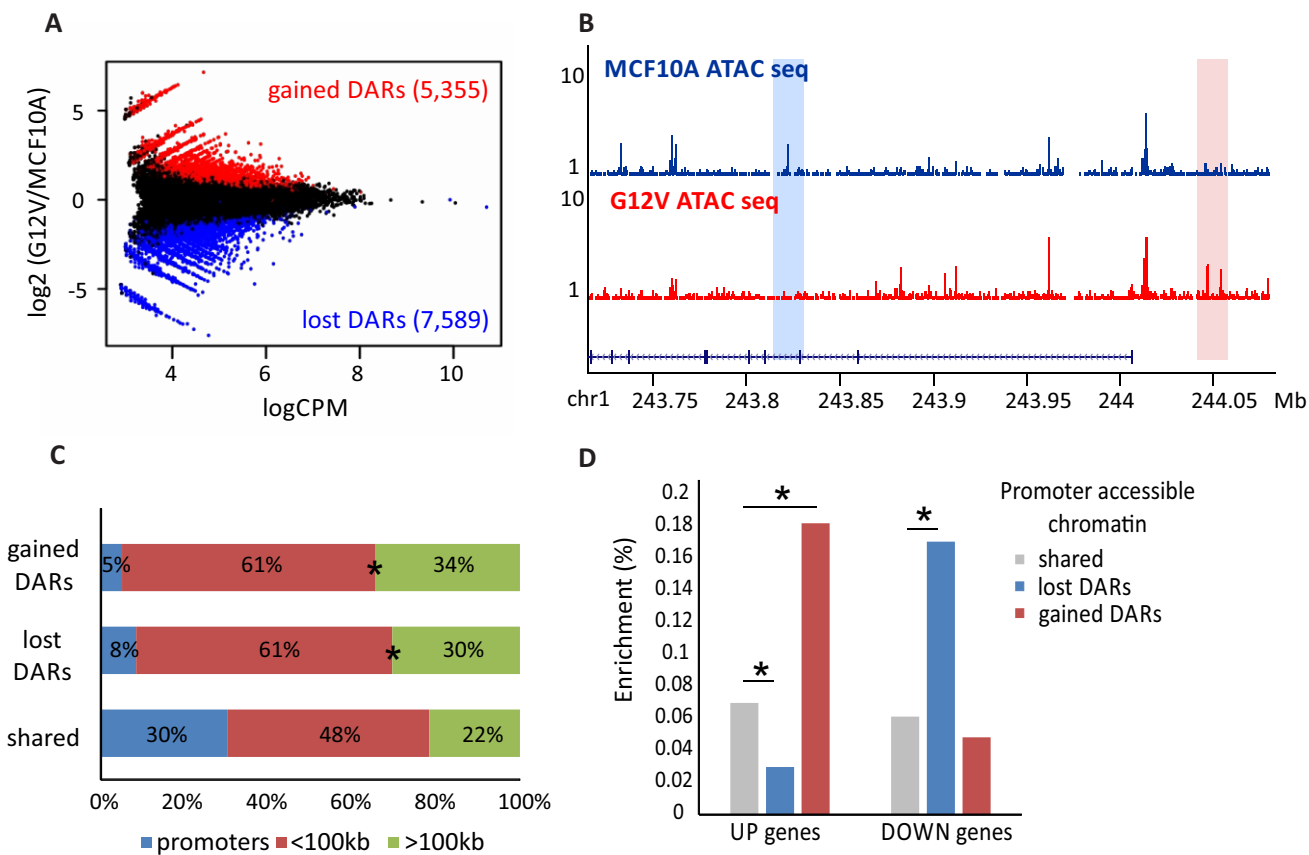 A
log2 (G12V/MCF10A)
5
0
-5
gained DARs (5,355)
lost DARs (7,589)
4 6 8 10
logCPM
B
10
MCF10A ATAC seq
1
10
G12V ATAC seq
1
chr1 243.75 243.8 243.85 243.9 243.95 244 244.05 Mb
C
gained DARs
5% 61% * 34%
lost DARs
8% 61% * 30%
shared
30% 48% 22%
0% 20% 40% 60% 80% 100%
promoters <100kb >100kb
D
Enrichment (%)
0.2
0.18
0.16
0.14
0.12
0.1
0.08
0.06
0.04
0.02
0
*
*
*
UP genes DOWN genes
Promoter accessible
chromatin
shared
lost DARs
gained DARs